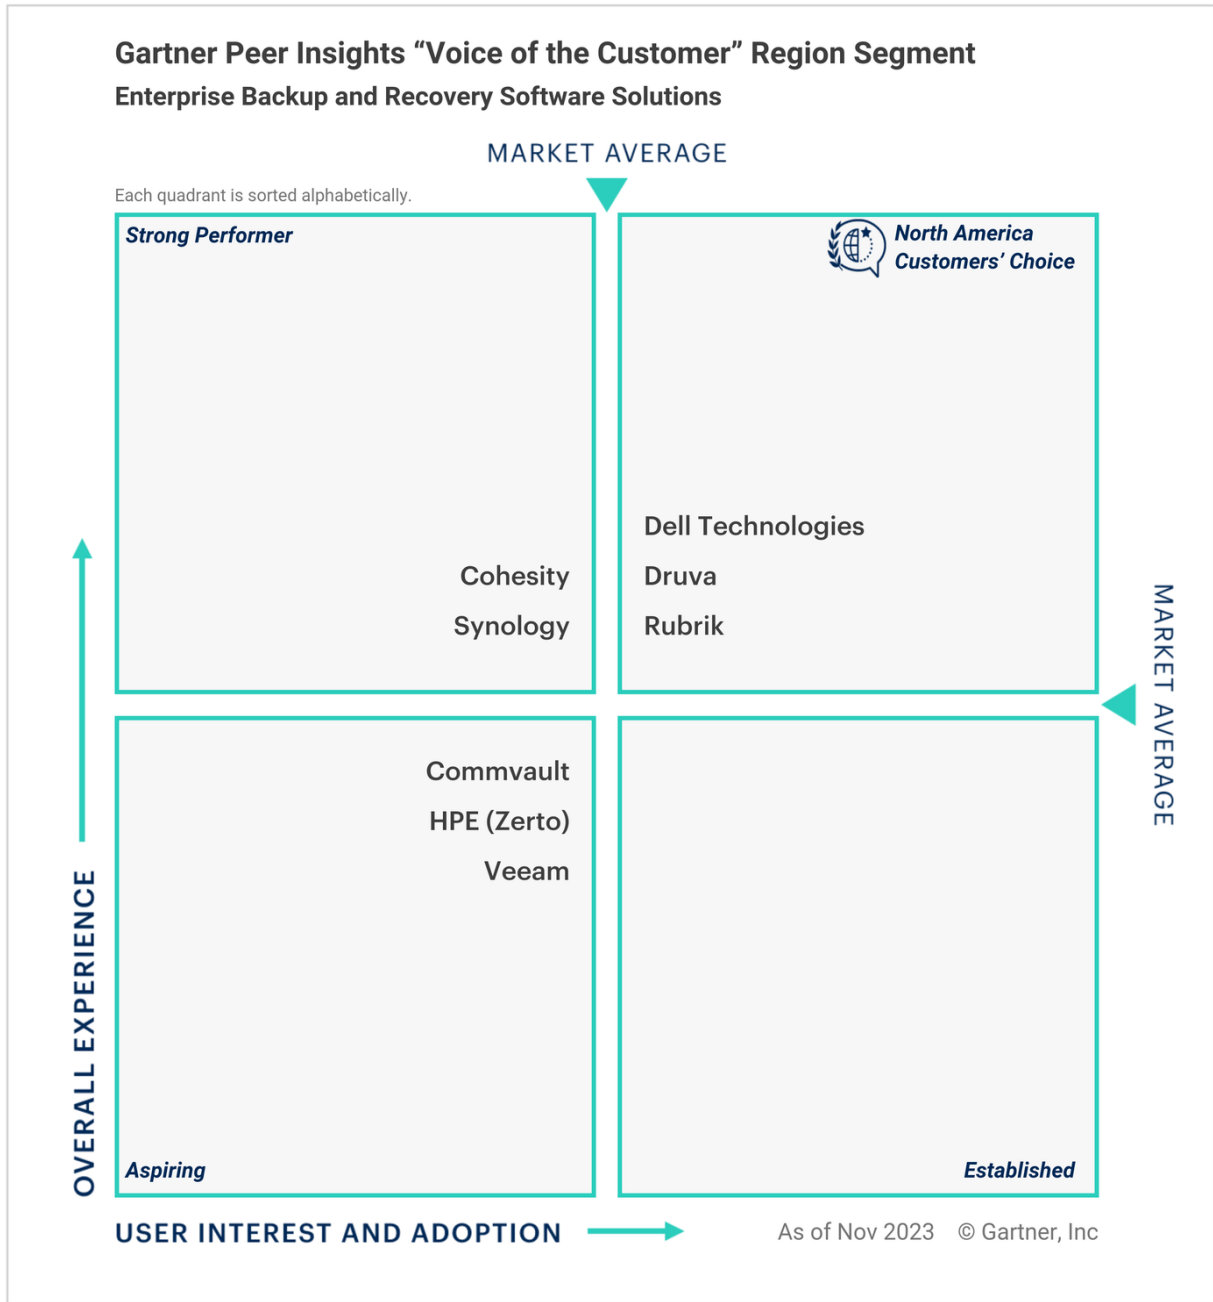 Gartner Peer Insights “Voice of the Customer” Region Segment
Enterprise Backup and Recovery Software Solutions
MARKET AVERAGE
Each quadrant is sorted alphabetically.
Strong Performer
North America
Customers’ Choice
Cohesity
Synology
Dell Technologies
Druva
Rubrik
MARKET AVERAGE
Commvault
HPE (Zerto)
Veeam
Aspiring
Established
OVERALL EXPERIENCE
USER INTEREST AND ADOPTION
As of Nov 2023 © Gartner, Inc